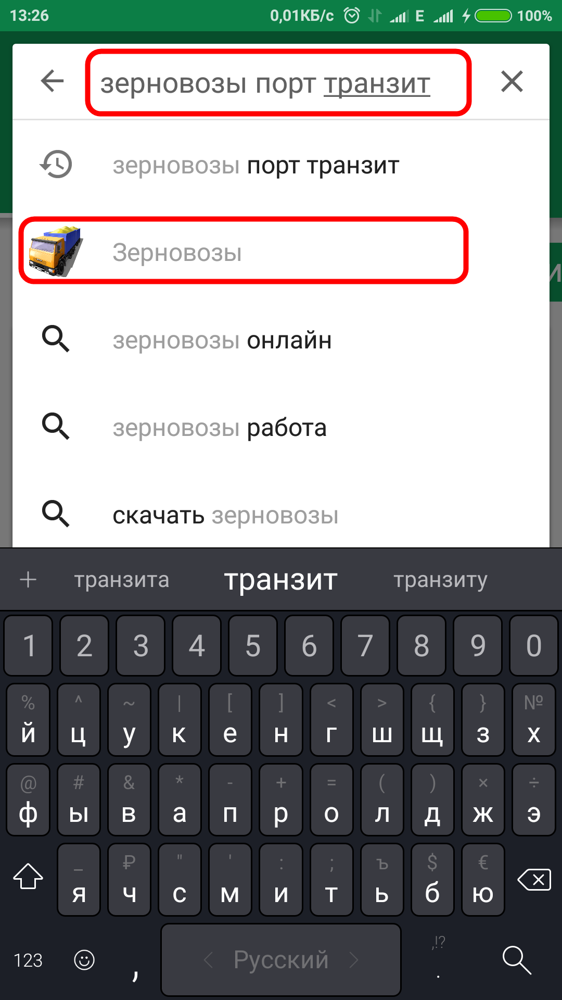 13:26 0,01КБ/с E 100%
зерновозы порт транзит
зерновозы порт транзит
Зерновозы
И
зерновозы онлайн
зерновозы работа
скачать зерновозы
+ транзита транзит транзиту
1 2 3 4 5 6 7 8 9 0
% ^ ~ | [ ] < > { } №
й ц у к е н г ш щ з х
@ # & * - + = ( ) × ÷
ф ы в а п р о л д ж э
_ ₽ " ' : ; ъ $ €
я ч с м и т ь б ю
,!?
123 , < Русский > .